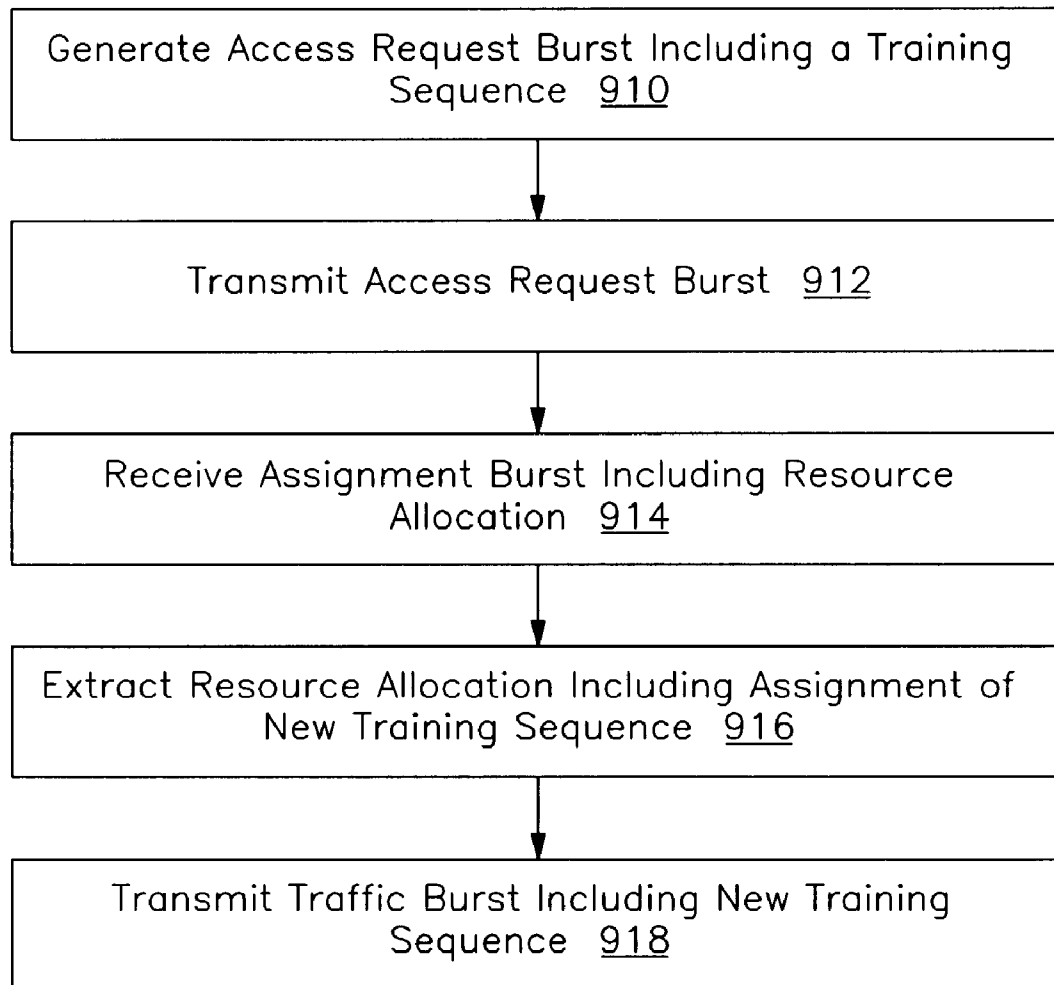 Generate Access Request Burst Including a Training
Sequence 910
Transmit Access Request Burst 912
Receive Assignment Burst Including Resource
Allocation 914
Extract Resource Allocation Including Assignment of
New Training Sequence 916
Transmit Traffic Burst Including New Training
Sequence 918